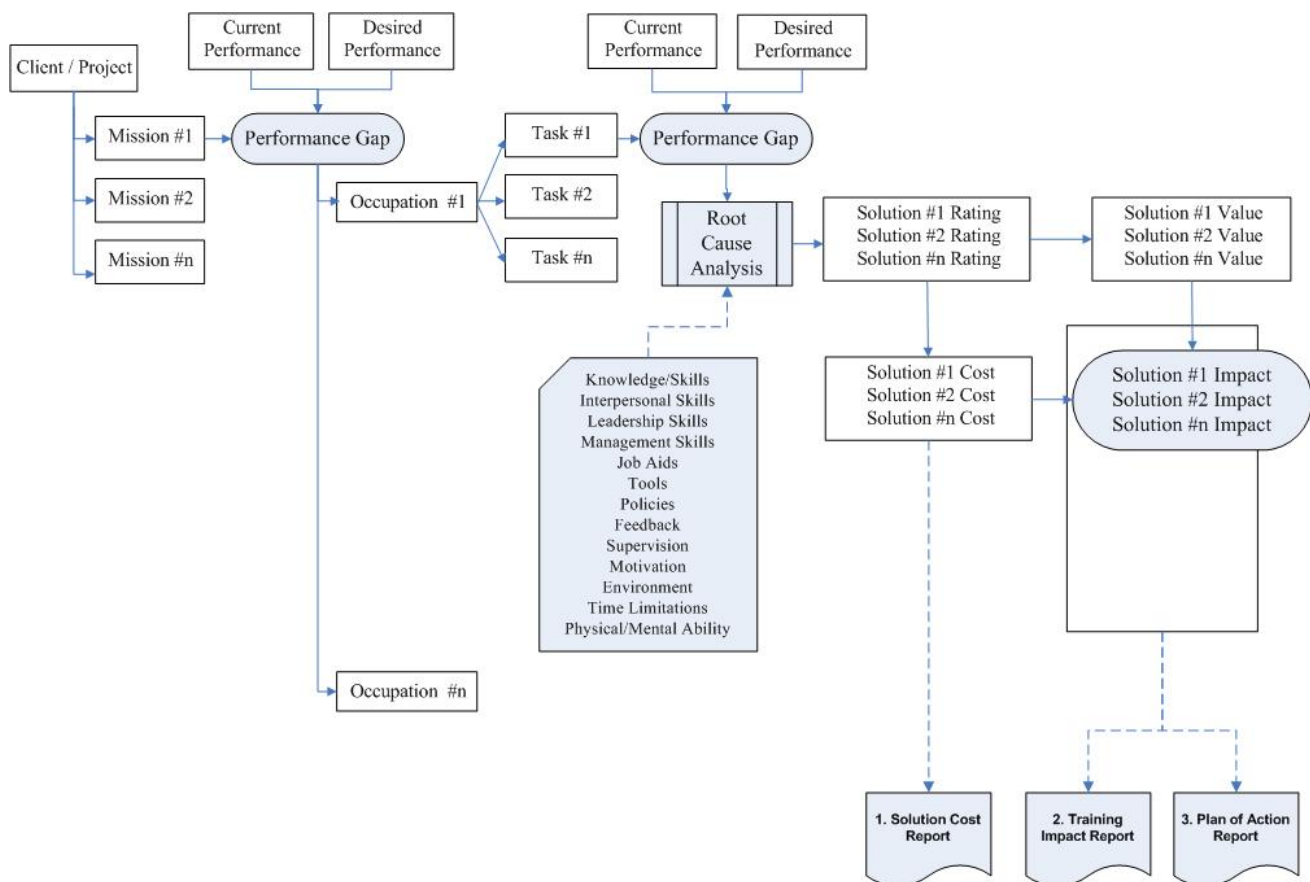 Client / Project
Current
Performance
Desired
Performance
Mission #1
Mission #2
Mission #n
Performance Gap
Occupation #1
Occupation #n
Task #1
Task #2
Task #n
Current
Performance
Desired
Performance
Performance Gap
Root
Cause
Analysis
Knowledge/Skills
Interpersonal Skills
Leadership Skills
Management Skills
Job Aids
Tools
Policies
Feedback
Supervision
Motivation
Environment
Time Limitations
Physical/Mental Ability
Solution #1 Rating
Solution #2 Rating
Solution #n Rating
Solution #1 Value
Solution #2 Value
Solution #n Value
Solution #1 Cost
Solution #2 Cost
Solution #n Cost
Solution #1 Impact
Solution #2 Impact
Solution #n Impact
1. Solution Cost
Report
2. Training
Impact Report
3. Plan of Action
Report